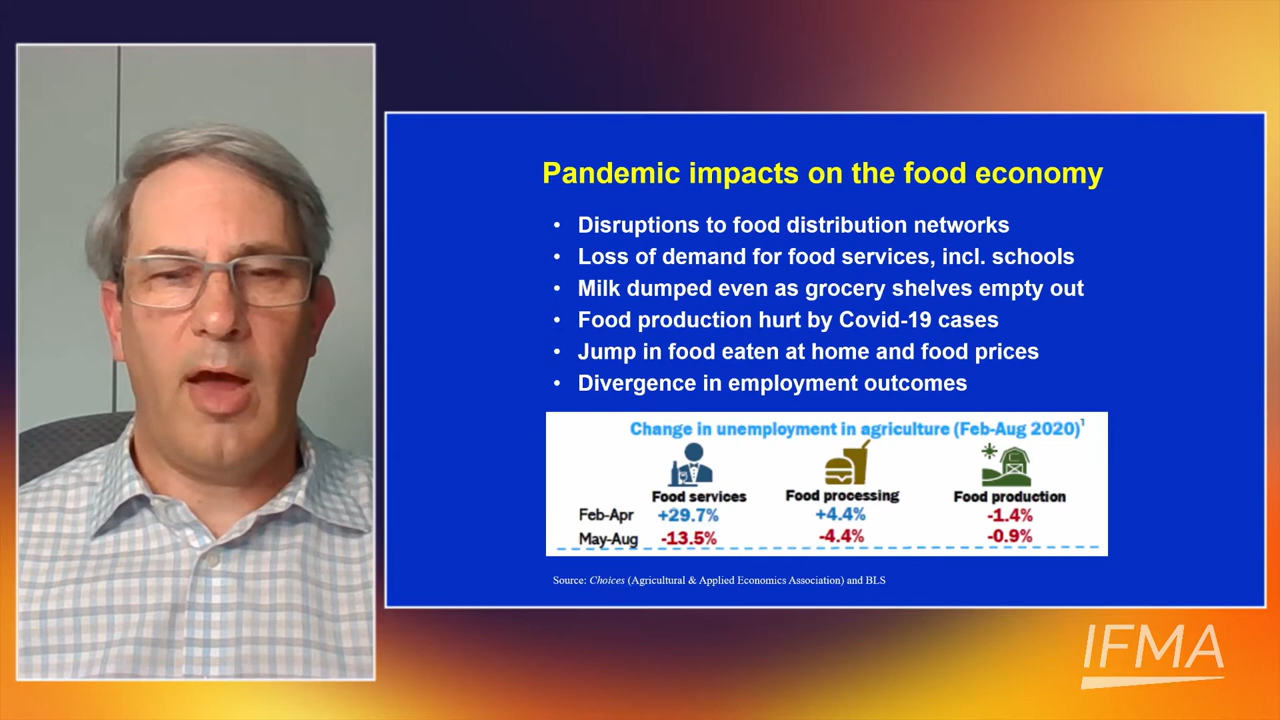 Pandemic impacts on the food economy
• Disruptions to food distribution networks
• Loss of demand for food services, incl. schools
• Milk dumped even as grocery shelves empty out
• Food production hurt by Covid-19 cases
• Jump in food eaten at home and food prices
• Divergence in employment outcomes
Change in unemployment in agriculture (Feb-Aug 2020)¹
Food services Food processing Food production
Feb-Apr +29.7% +4.4% -1.4%
May-Aug -13.5% -4.4% -0.9%
Source: Choices (Agricultural & Applied Economics Association) and BLS
IFMA